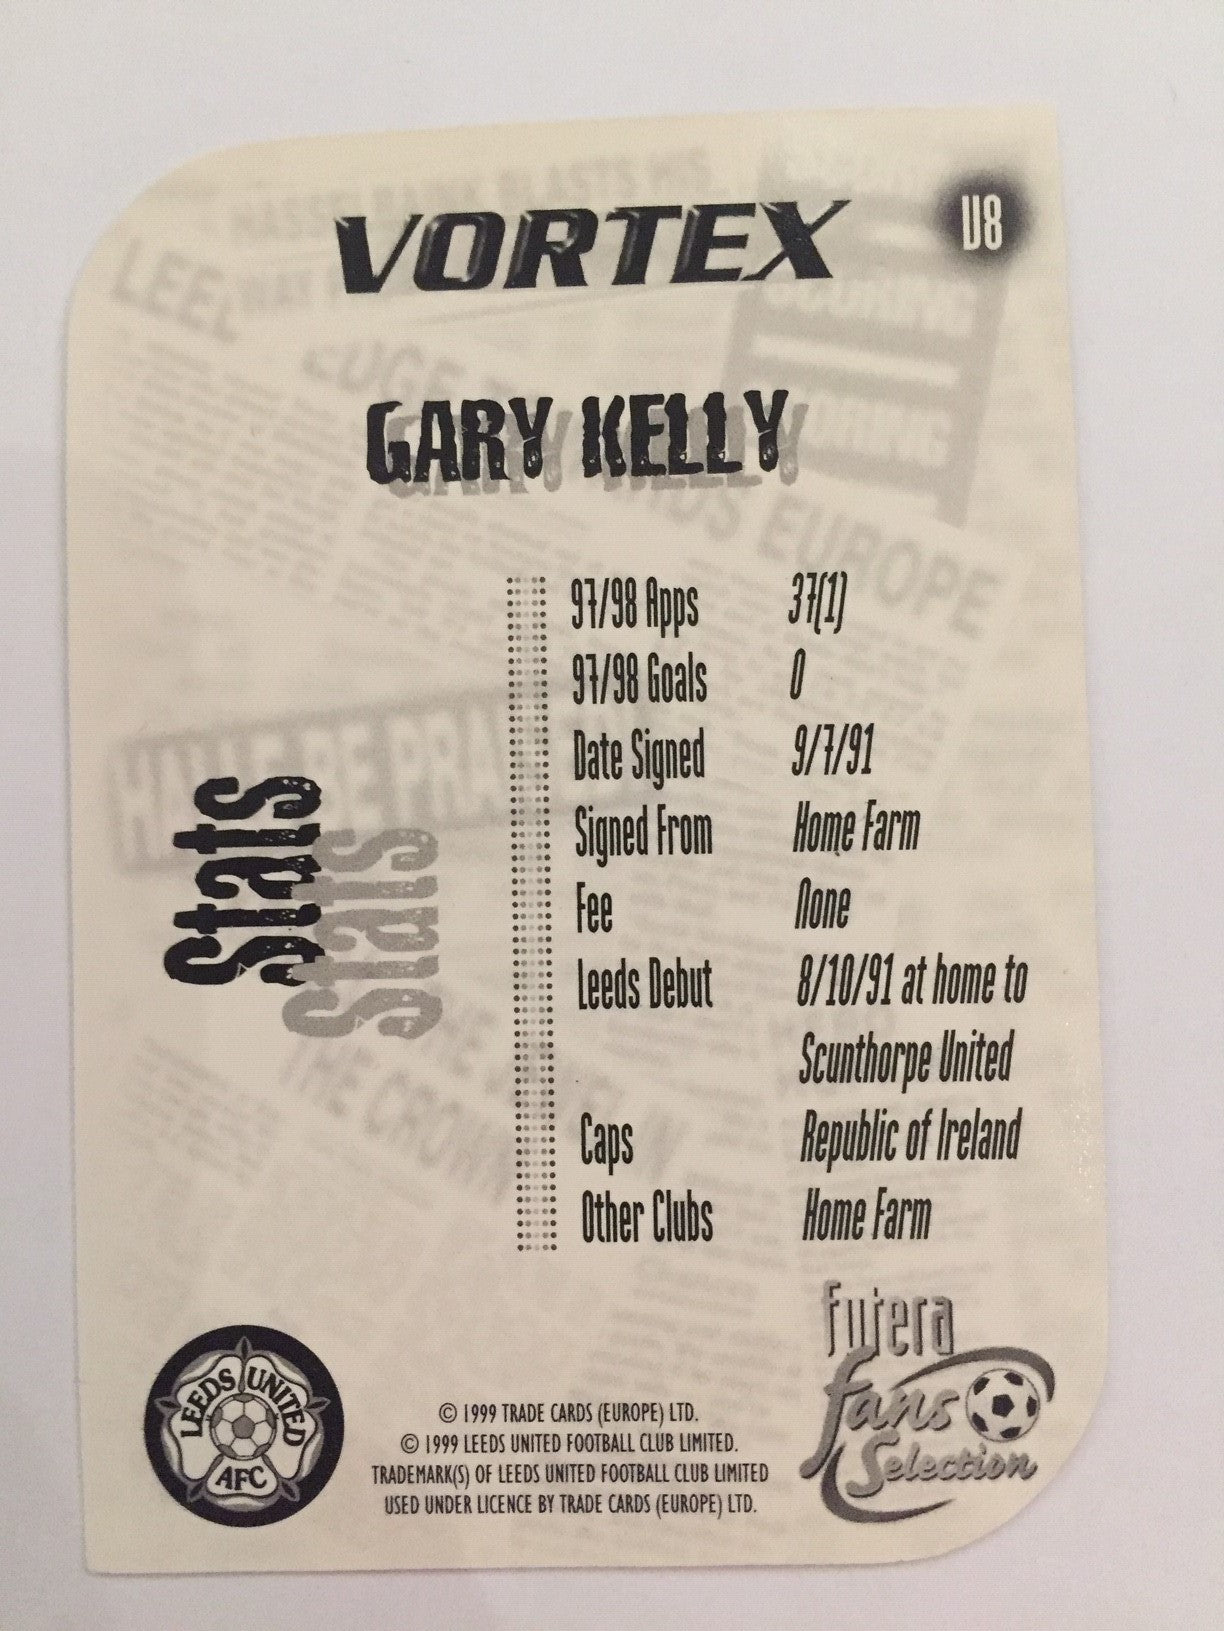 VORTEX
V8
GARY KELLY
Stats
97/98 Apps 37(1)
97/98 Goals 0
Date Signed 9/7/91
Signed From Home Farm
Fee None
Leeds Debut 8/10/91 at home to
Scunthorpe United
Caps Republic of Ireland
Other Clubs Home Farm
futera
fans
Selection
LEEDS UNITED
AFC
© 1999 TRADE CARDS (EUROPE) LTD.
© 1999 LEEDS UNITED FOOTBALL CLUB LIMITED.
TRADEMARK(S) OF LEEDS UNITED FOOTBALL CLUB LIMITED
USED UNDER LICENCE BY TRADE CARDS (EUROPE) LTD.